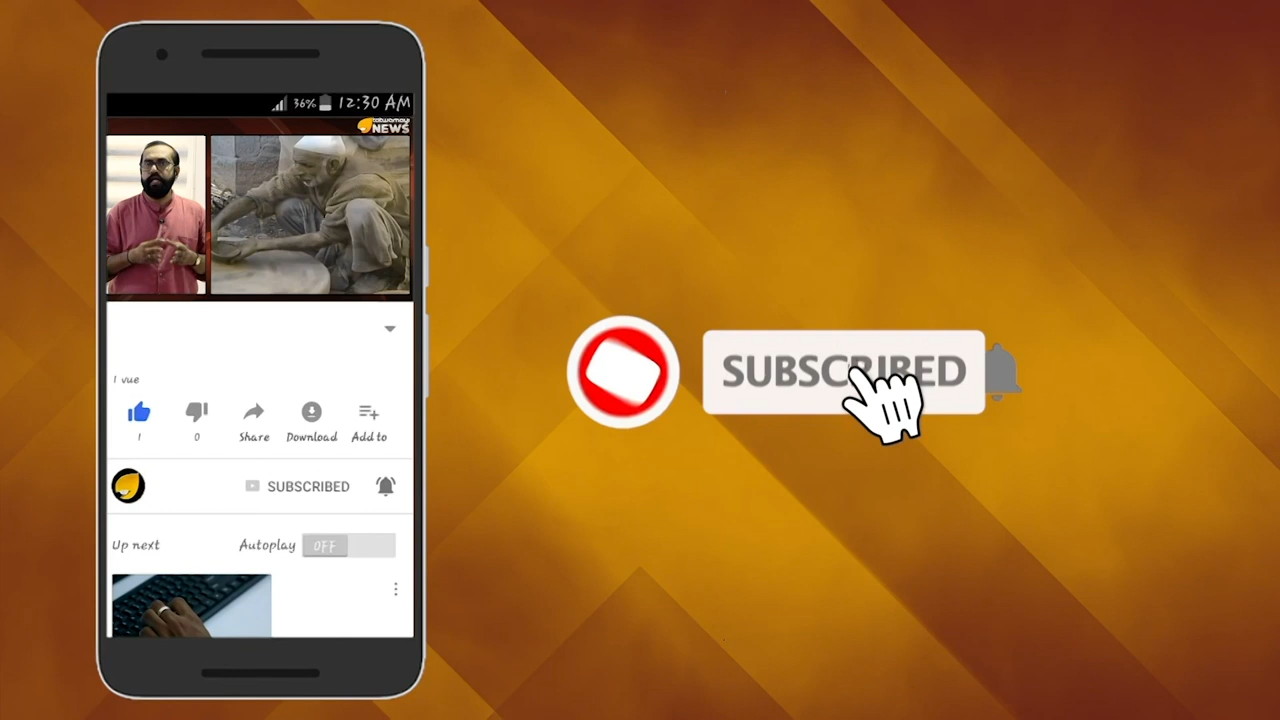 36% 12:30 AM
tatwamayi
NEWS
1 vue
1
0
Share
Download
Add to
SUBSCRIBED
Up next
Autoplay
OFF
SUBSCRIBED